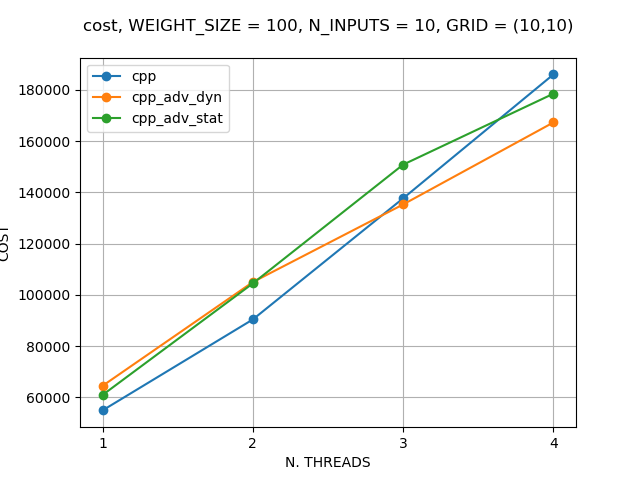 cost, WEIGHT_SIZE = 100, N_INPUTS = 10, GRID = (10,10)
cpp
cpp_adv_dyn
cpp_adv_stat
180000
160000
140000
120000
100000
80000
60000
COST
1 2 3 4
N. THREADS